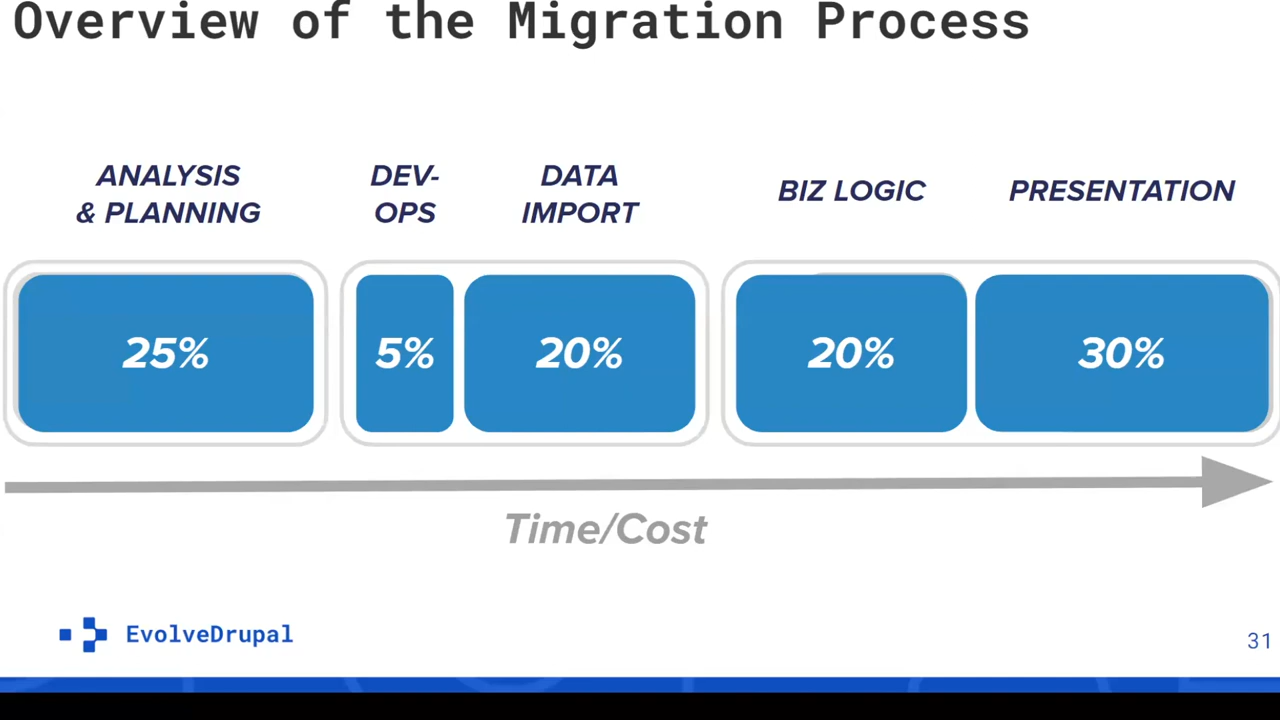 Overview of the Migration Process
ANALYSIS
& PLANNING
DEV-
OPS
DATA
IMPORT
BIZ LOGIC
PRESENTATION
25%
5%
20%
20%
30%
Time/Cost
EvolveDrupal
31